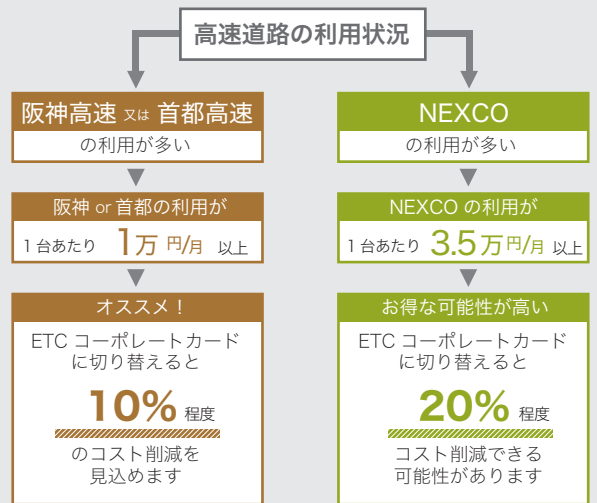 高速道路の利用状況
阪神高速 又は 首都高速
の利用が多い
阪神 or 首都の利用が
1台あたり 1万 円/月 以上
オススメ！
ETC コーポレートカード
に切り替えると
10% 程度
のコスト削減を
見込めます
NEXCO
の利用が多い
NEXCO の利用が
1台あたり 3.5万円/月 以上
お得な可能性が高い
ETC コーポレートカード
に切り替えると
20% 程度
コスト削減できる
可能性があります